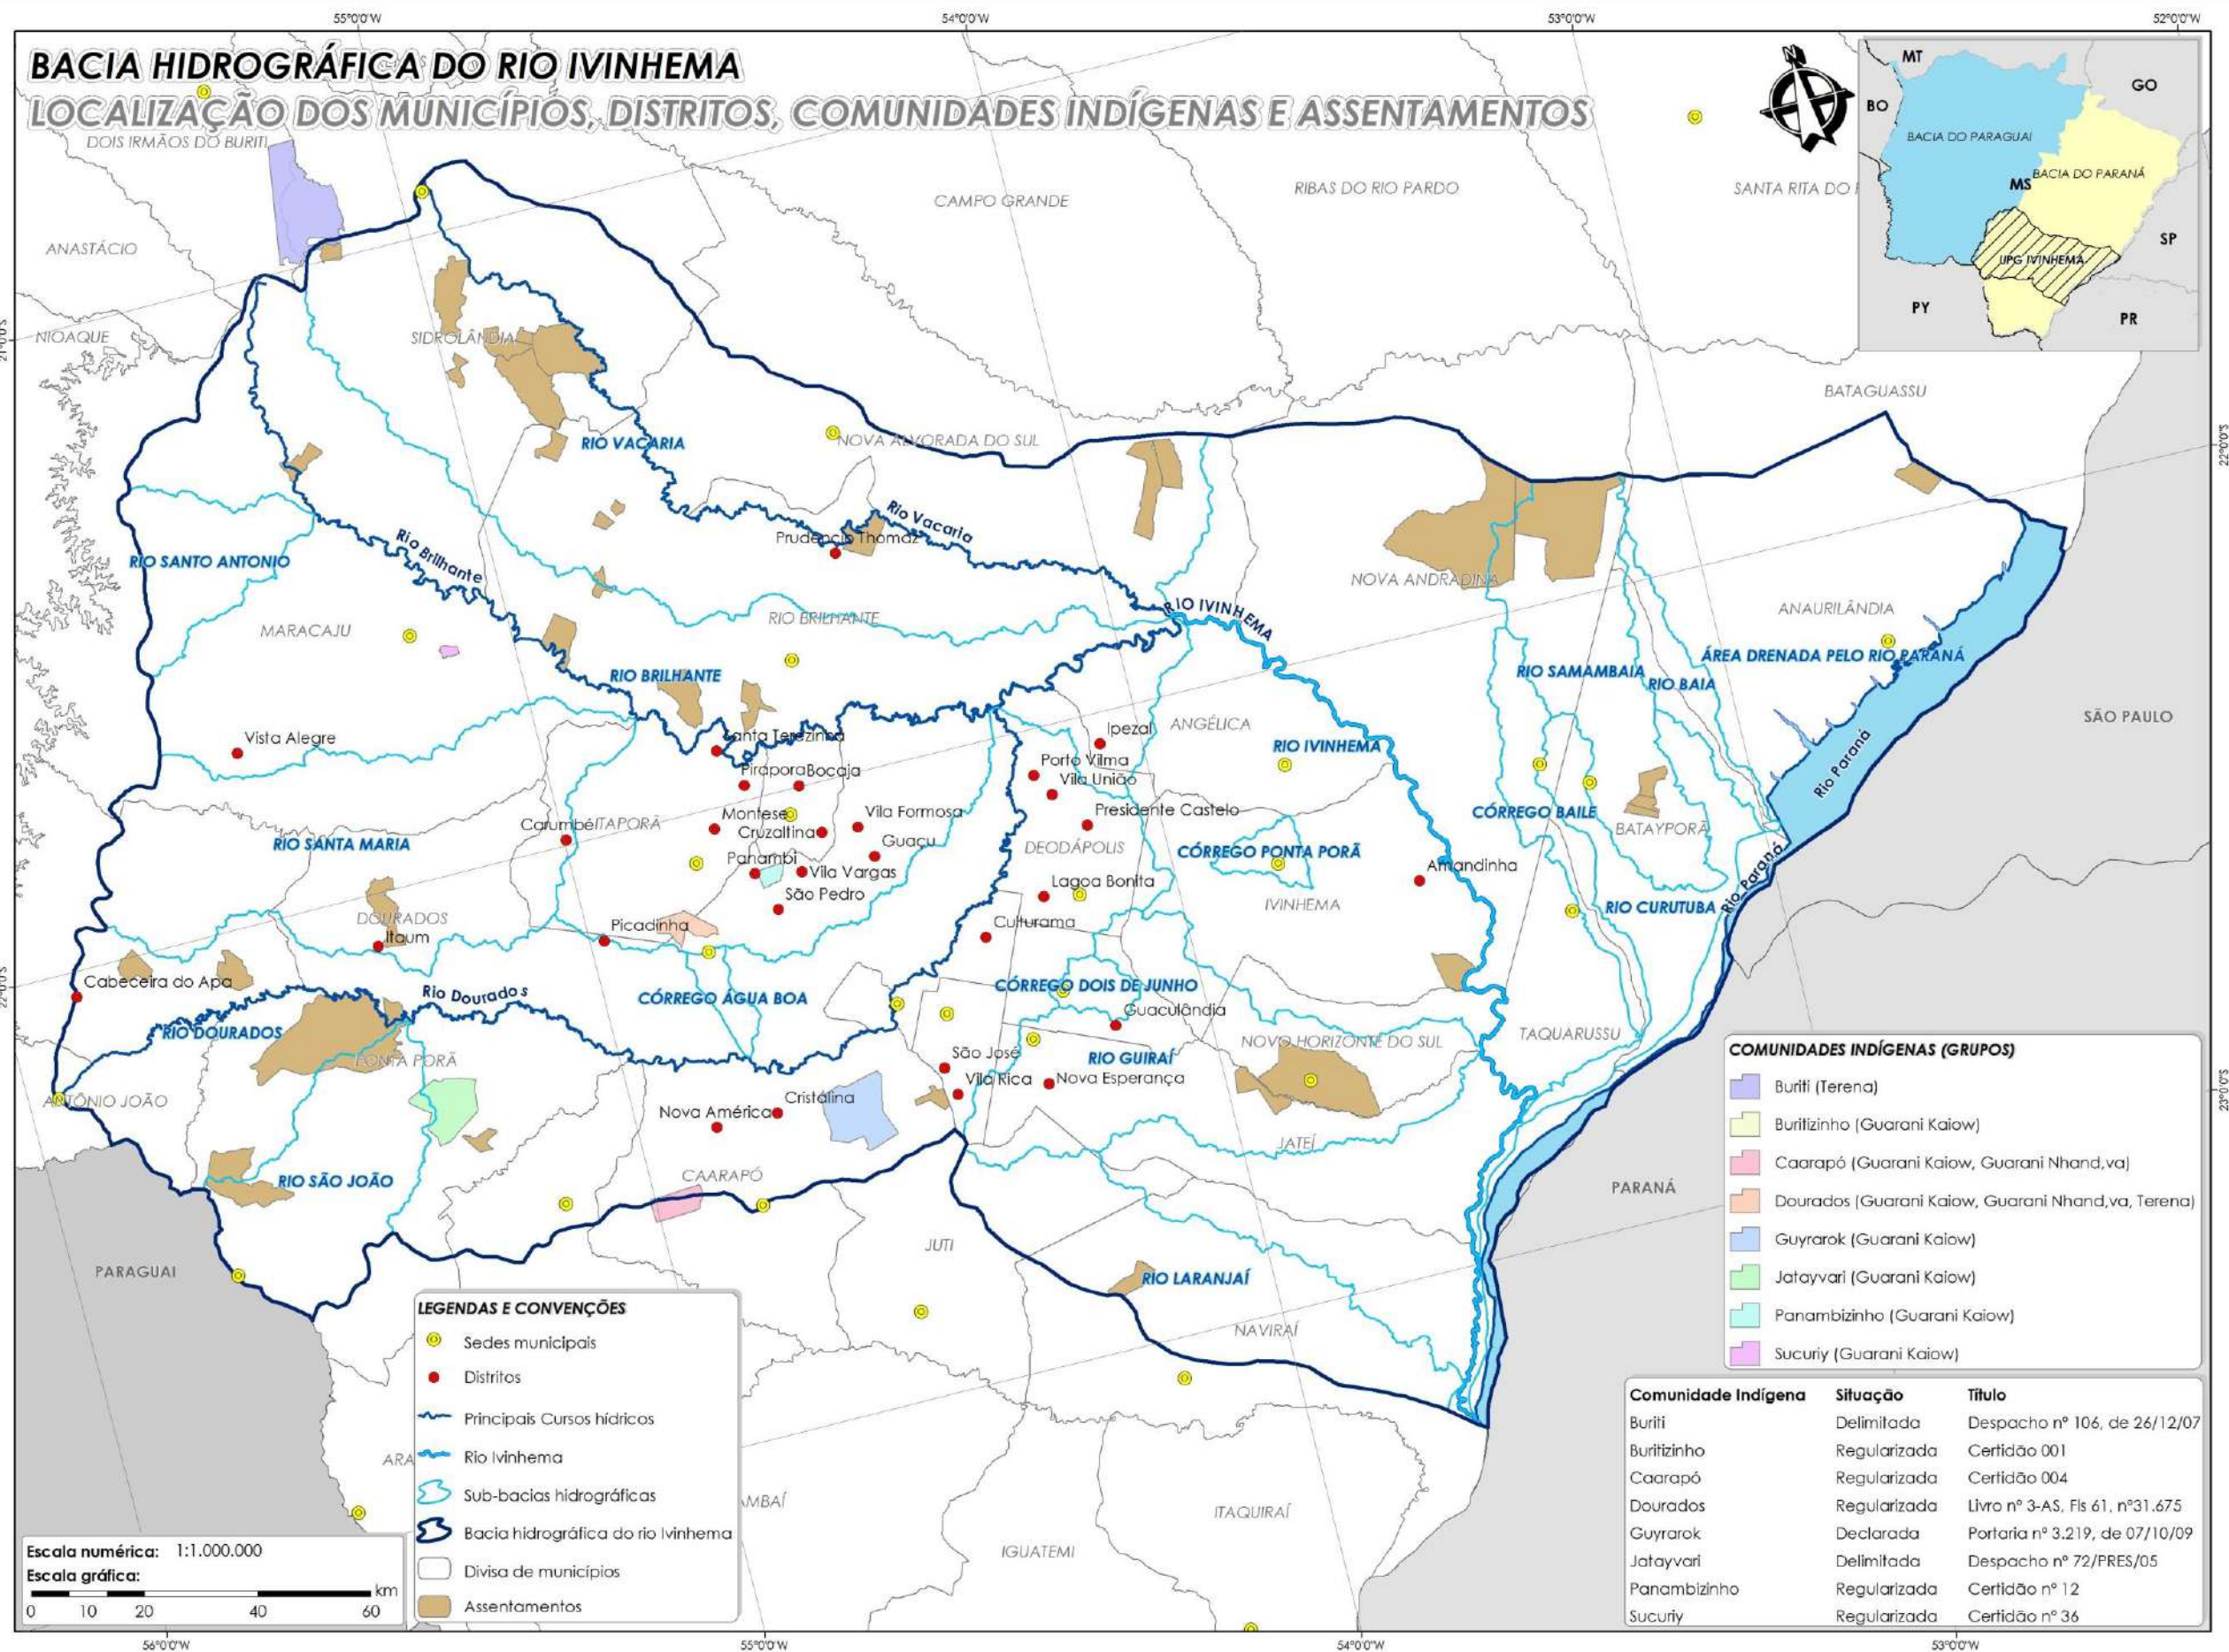 55°0'0"W
54°0'0"W
53°0'0"W
52°0'0"W
BACIA HIDROGRÁFICA DO RIO IVINHEMA
LOCALIZAÇÃO DOS MUNICÍPIOS, DISTRITOS, COMUNIDADES INDÍGENAS E ASSENTAMENTOS
N
MT
GO
BO
BACIA DO PARAGUAI
BACIA DO PARANÁ
MS
SP
UPG IVINHEMA
PY
PR
DOIS IRMÃOS DO BURITI
CAMPO GRANDE
RIBAS DO RIO PARDO
SANTA RITA DO
ANASTÁCIO
NIOAQUE
SIDROLÂNDIA
BATAGUASSU
RIO VACARIA
NOVA ALVORADA DO SUL
22°0'0"S
Rio Vacaria
Prudencio Thomaz
Rio Brilhante
RIO SANTO ANTONIO
NOVA ANDRADINA
RIO IVINHEMA
ANAURILÂNDIA
MARACAJU
RIO BRILHANTE
RIO BRILHANTE
RIO SAMAMBAIA
ÁREA DRENADA PELO RIO PARANÁ
RIO BAIA
SÃO PAULO
Vista Alegre
Santa Terezinha
Ipezal
ANGÉLICA
RIO IVINHEMA
Pirapora
Bocaja
Porto Vilma
Vila União
Rio Paraná
Montese
Vila Formosa
Presidente Castelo
CÓRREGO BAILE
BATAYPORÃ
Carumbé
ITAPORÃ
Cruzaltina
Guaçu
RIO SANTA MARIA
Panambi
Vila Vargas
DEODÁPOLIS
CÓRREGO PONTA PORÃ
Amandinha
Rio Paraná
São Pedro
Lagoa Bonita
IVINHEMA
RIO CURUTUBA
DOURADOS
Itaum
Picadinha
Culturama
Cabeceira do Apa
22°0'0"S
Rio Dourados
CÓRREGO ÁGUA BOA
CÓRREGO DOIS DE JUNHO
Guaculândia
RIO DOURADOS
PONTA PORÃ
São José
RIO GUIRAÍ
NOVO HORIZONTE DO SUL
TAQUARUSSU
Vila Rica
Nova Esperança
ANTÔNIO JOÃO
Nova América
Cristálina
23°0'0"S
JATEÍ
RIO SÃO JOÃO
CAARAPÓ
PARANÁ
JUTI
PARAGUAI
RIO LARANJAÍ
NAVIRAÍ
ARA
MBAÍ
ITAQUIRAÍ
IGUATEMI
COMUNIDADES INDÍGENAS (GRUPOS)
Buriti (Terena)
Buritizinho (Guarani Kaiow)
Caarapó (Guarani Kaiow, Guarani Nhand,va)
Dourados (Guarani Kaiow, Guarani Nhand,va, Terena)
Guyrarok (Guarani Kaiow)
Jatayvari (Guarani Kaiow)
Panambizinho (Guarani Kaiow)
Sucuriy (Guarani Kaiow)
LEGENDAS E CONVENÇÕES
Sedes municipais
Distritos
Principais Cursos hídricos
Rio Ivinhema
Sub-bacias hidrográficas
Bacia hidrográfica do rio Ivinhema
Divisa de municípios
Assentamentos
Comunidade Indígena Situação Título
Buriti Delimitada Despacho nº 106, de 26/12/07
Buritizinho Regularizada Certidão 001
Caarapó Regularizada Certidão 004
Dourados Regularizada Livro nº 3-AS, Fls 61, nº31.675
Guyrarok Declarada Portaria nº 3.219, de 07/10/09
Jatayvari Delimitada Despacho nº 72/PRES/05
Panambizinho Regularizada Certidão nº 12
Sucuriy Regularizada Certidão nº 36
Escala numérica: 1:1.000.000
Escala gráfica:
km
0 10 20 40 60
56°0'0"W
55°0'0"W
54°0'0"W
53°0'0"W